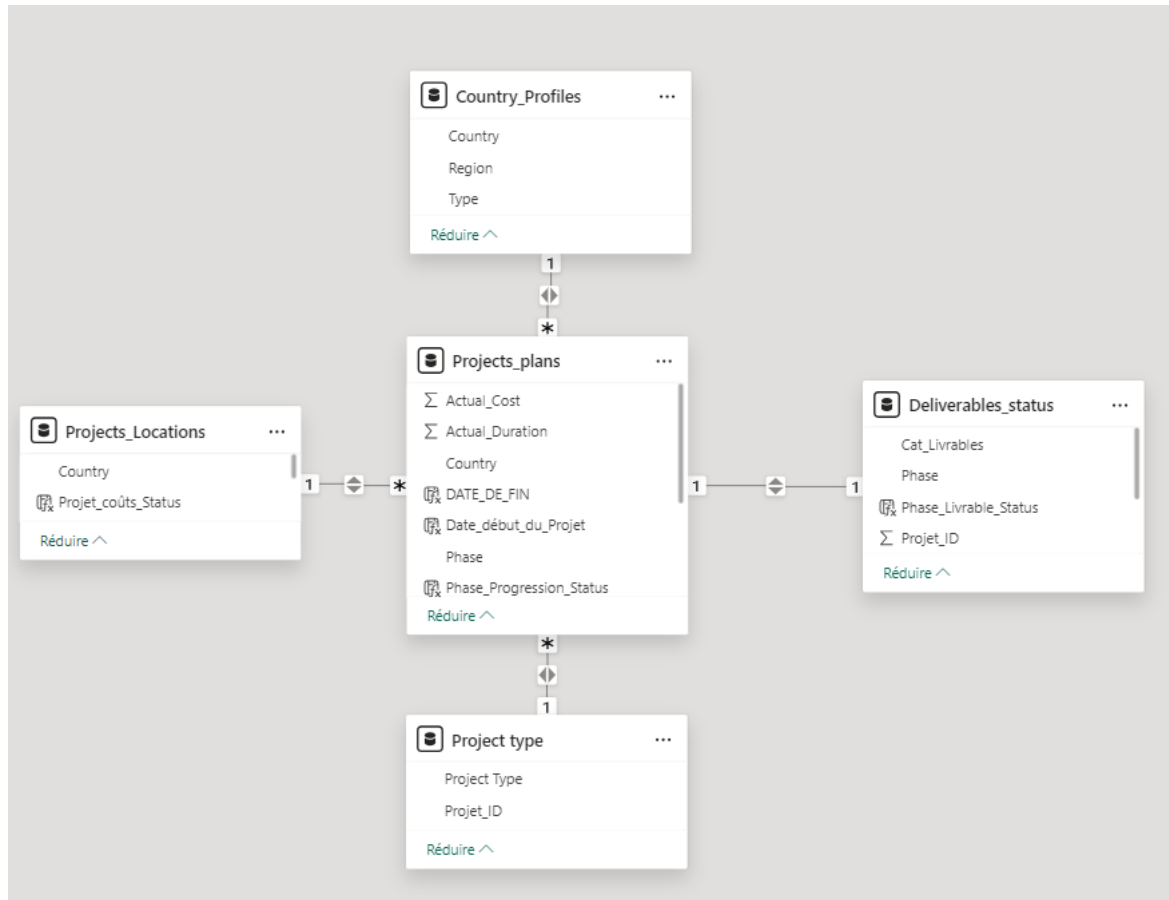 Country_Profiles
Country
Region
Type
Réduire
1
*
Projects_plans
Actual_Cost
Actual_Duration
Country
DATE_DE_FIN
Date_début_du_Projet
Phase
Phase_Progression_Status
Réduire
Projects_Locations
Country
Projet_coûts_Status
Réduire
1
*
1
1
Deliverables_status
Cat_Livrables
Phase
Phase_Livrable_Status
Projet_ID
Réduire
*
1
Project type
Project Type
Projet_ID
Réduire